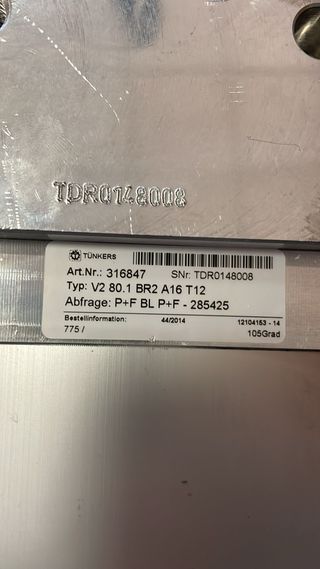 TDR0148008
TÜNKERS
Art.Nr.: 316847 SNr: TDR0148008
Typ: V2 80.1 BR2 A16 T12
Abfrage: P+F BL P+F - 285425
Bestellinformation: 44/2014 12104153 - 14
775 / 105Grad